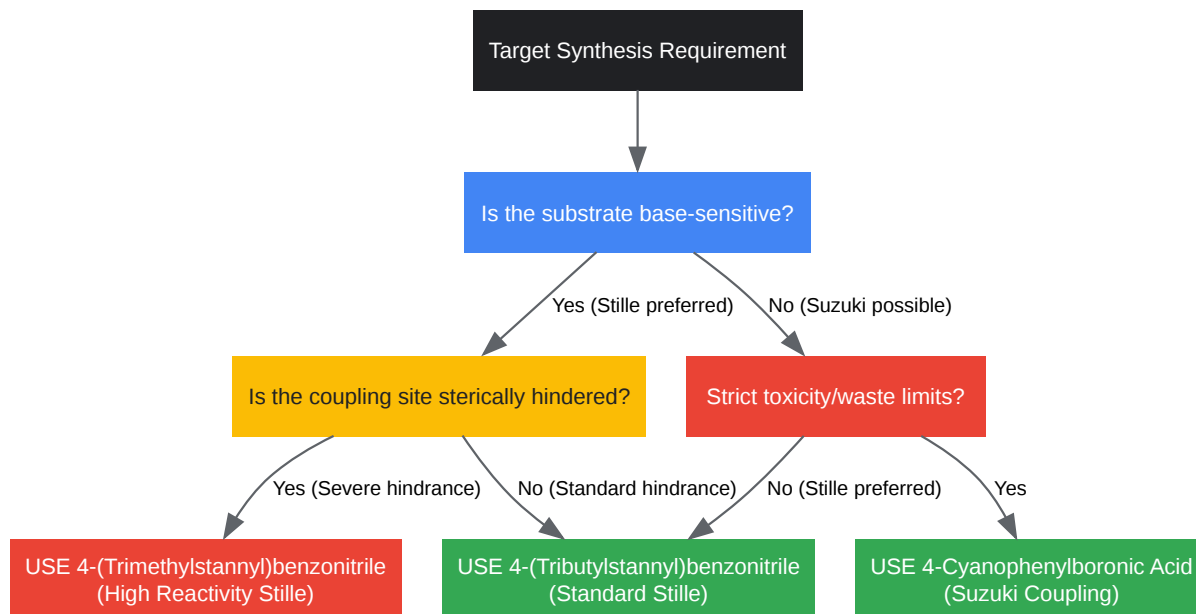 Target Synthesis Requirement
Is the substrate base-sensitive?
Yes (Stille preferred)
No (Suzuki possible)
Is the coupling site sterically hindered?
Strict toxicity/waste limits?
Yes (Severe hindrance)
No (Standard hindrance)
No (Stille preferred)
Yes
USE 4-(Trimethylstannyl)benzonitrile
(High Reactivity Stille)
USE 4-(Tributylstannyl)benzonitrile
(Standard Stille)
USE 4-Cyanophenylboronic Acid
(Suzuki Coupling)